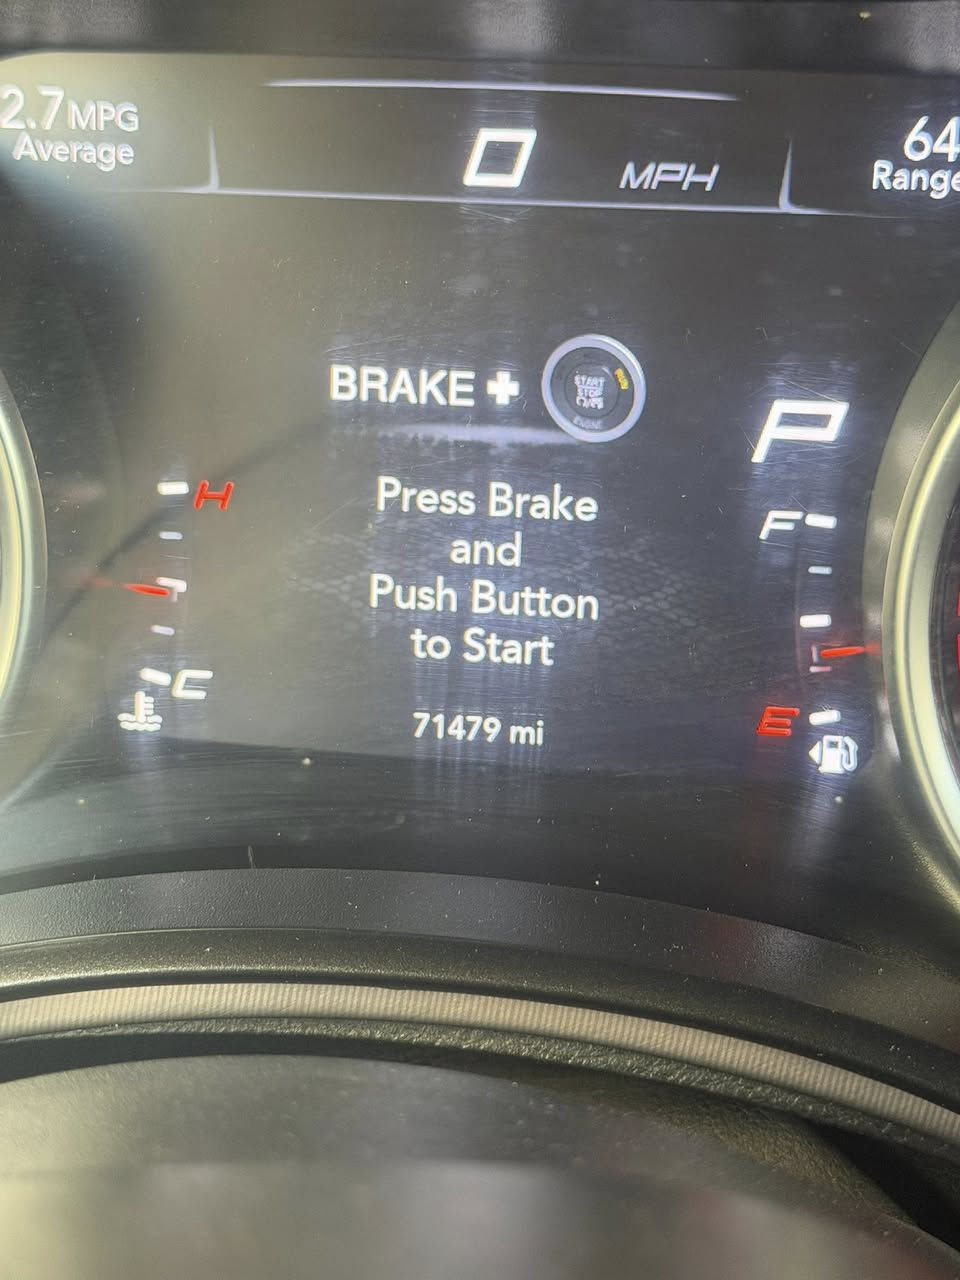 2.7 MPG
Average
0 MPH
64
Range
BRAKE +
START
STOP
ENGINE
RUN
P
H
F
Press Brake
and
Push Button
to Start
C
E
71479 mi